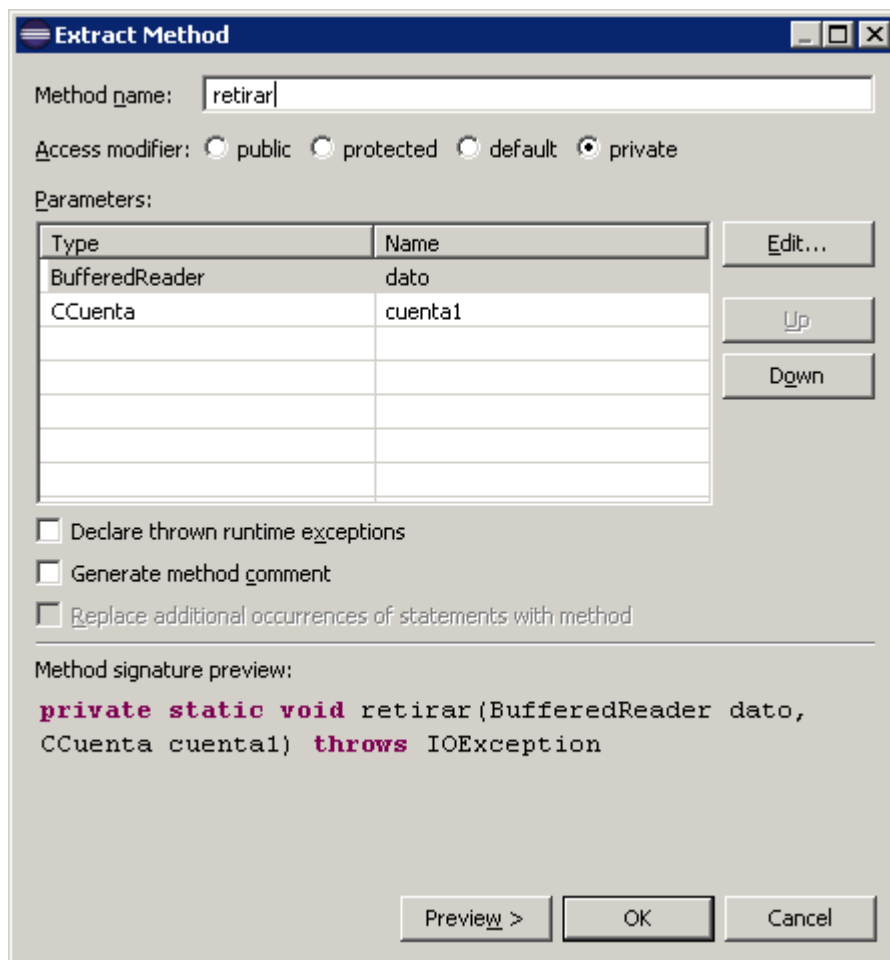 Extract Method
Method name: retirar
Access modifier: public protected default private
Parameters:
Type Name Edit...
BufferedReader dato
CCuenta cuenta1 Up
Down
Declare thrown runtime exceptions
Generate method comment
Replace additional occurrences of statements with method
Method signature preview:
private static void retirar(BufferedReader dato,
CCuenta cuenta1) throws IOException
Preview > OK Cancel